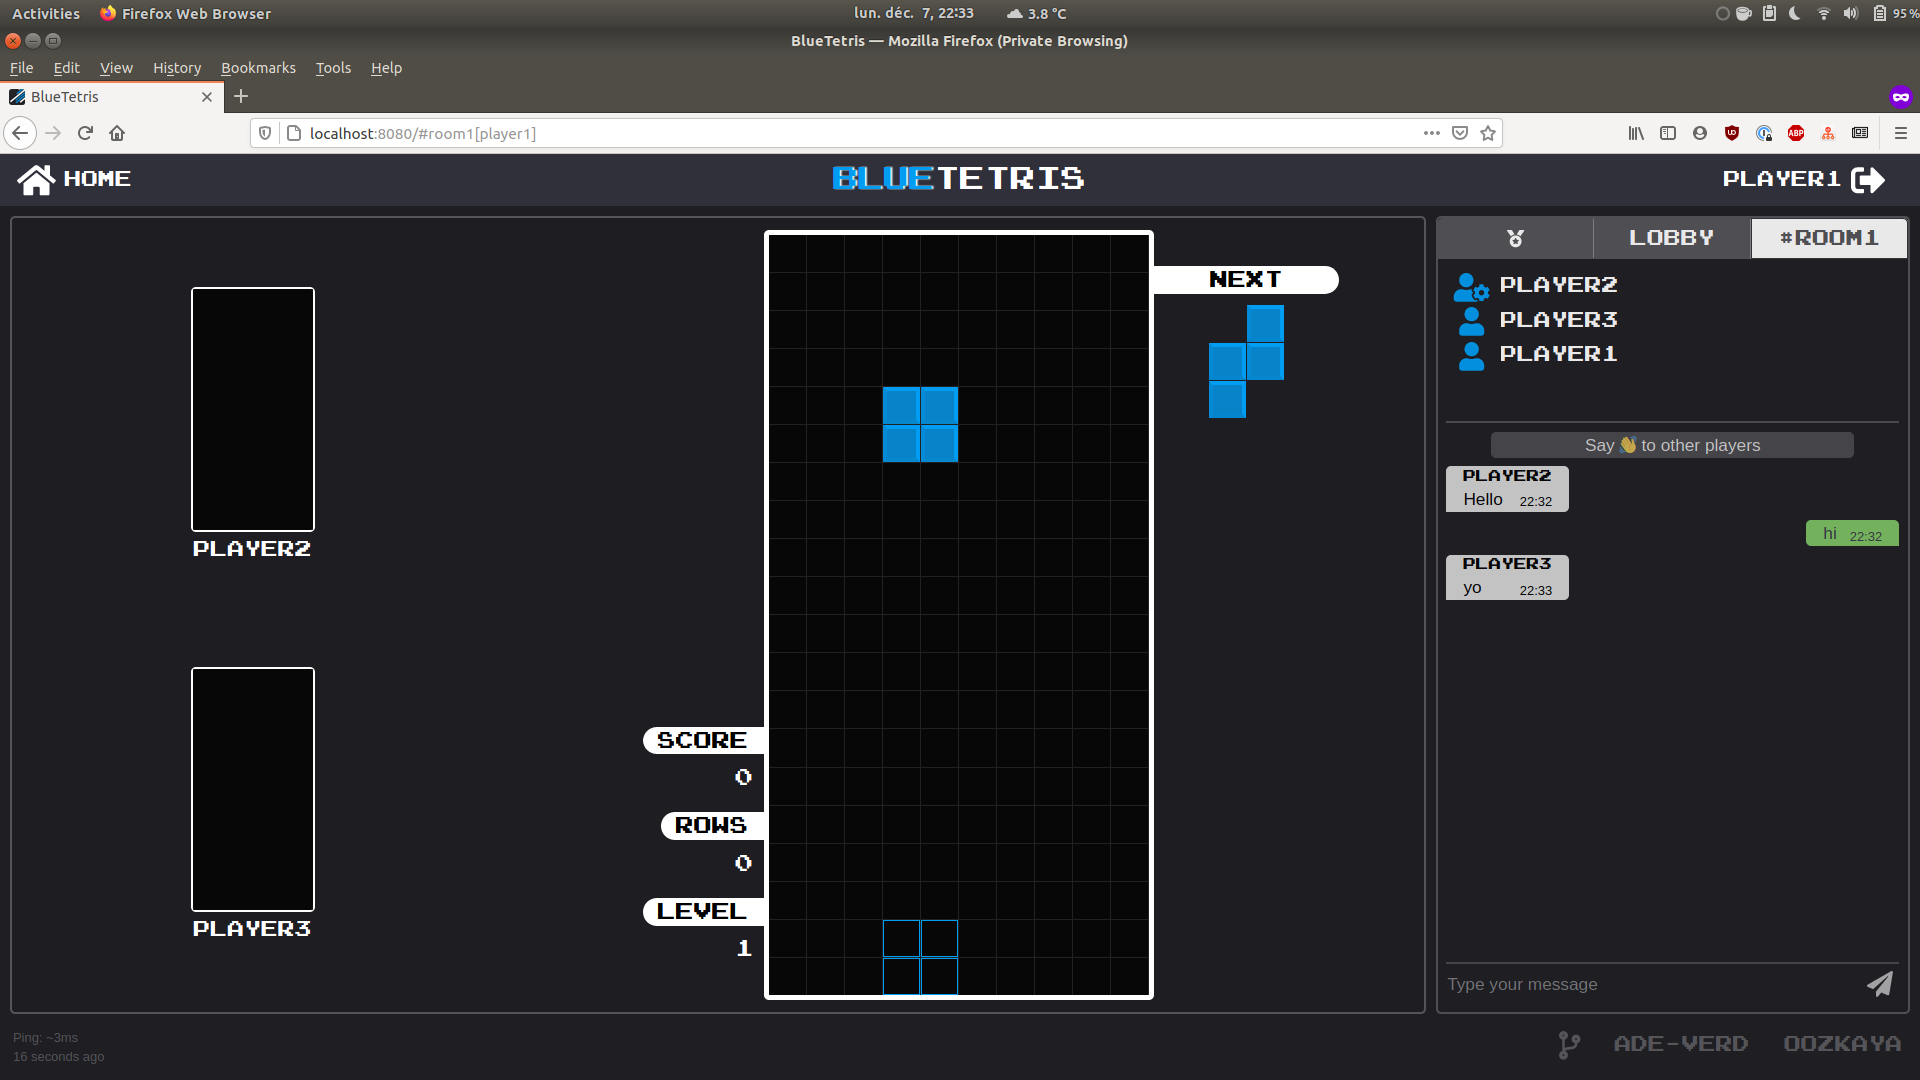 Activities Firefox Web Browser lun. déc. 7, 22:33 3.8 °C 95 %
BlueTetris — Mozilla Firefox (Private Browsing)
File Edit View History Bookmarks Tools Help
BlueTetris
localhost:8080/#room1[player1]
ABP
HOME BLUETETRIS PLAYER1
LOBBY #ROOM1
NEXT
PLAYER2
PLAYER3
PLAYER1
Say 👋 to other players
PLAYER2
Hello 22:32
hi 22:32
PLAYER3
yo 22:33
PLAYER2
SCORE
0
ROWS
0
LEVEL
1
PLAYER3
Type your message
Ping: ~3ms
16 seconds ago
ADE-VERD OOZKAYA